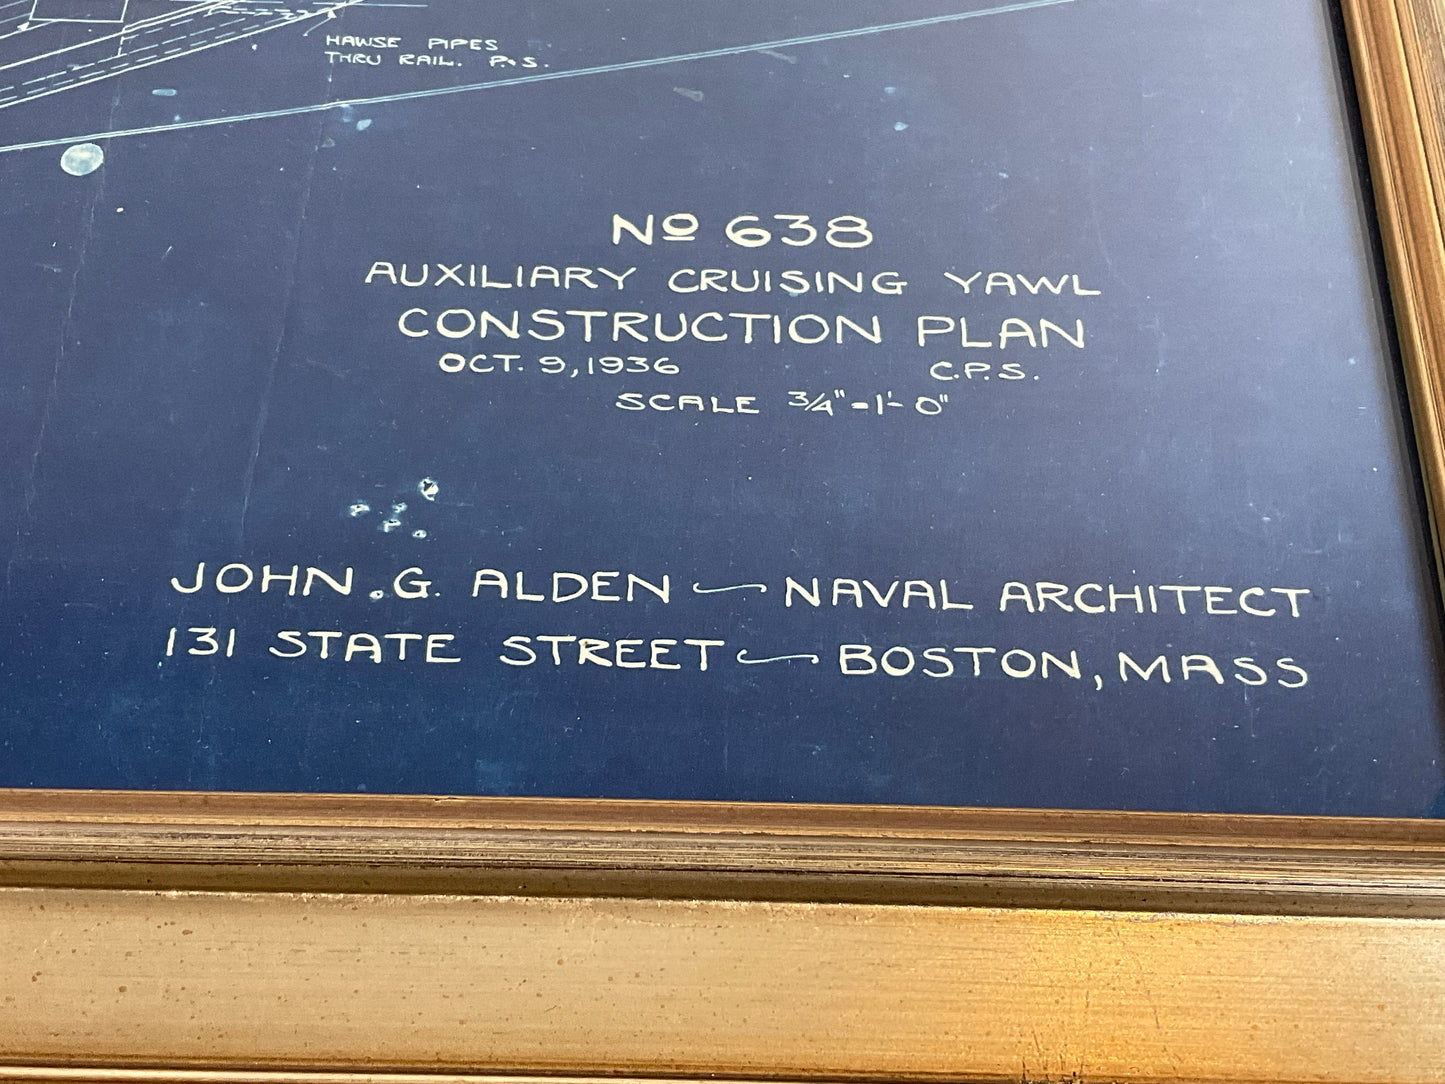 HAWSE PIPES
THRU RAIL. P.&S.
Nº 638
AUXILIARY CRUISING YAWL
CONSTRUCTION PLAN
OCT. 9, 1936 C.P.S.
SCALE 3/4" = 1'- 0"
JOHN . G. ALDEN ~ NAVAL ARCHITECT
131 STATE STREET ~ BOSTON, MASS